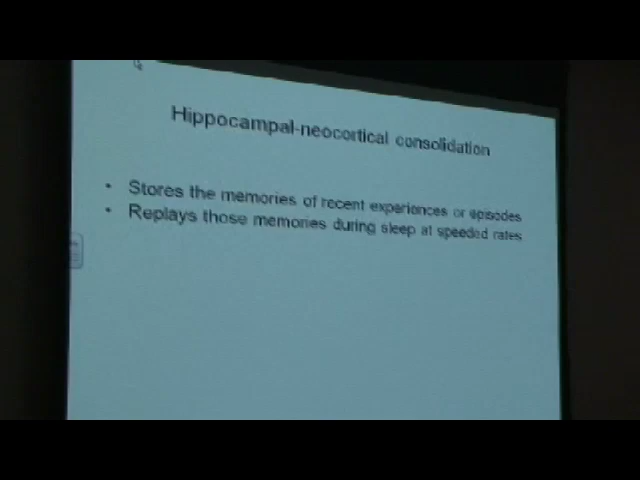 Hippocampal-neocortical consolidation
• Stores the memories of recent experiences or episodes
• Replays those memories during sleep at speeded rates